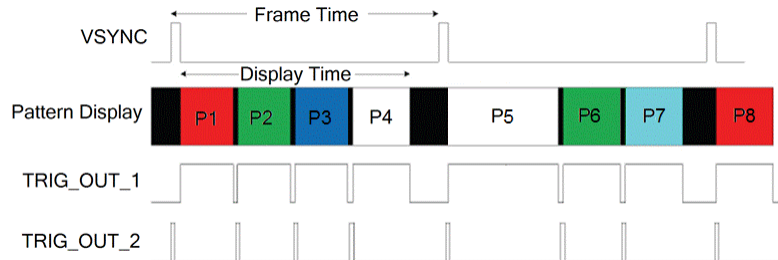 Frame Time
VSYNC
Display Time
Pattern Display
P1 P2 P3 P4 P5 P6 P7 P8
TRIG_OUT_1
TRIG_OUT_2